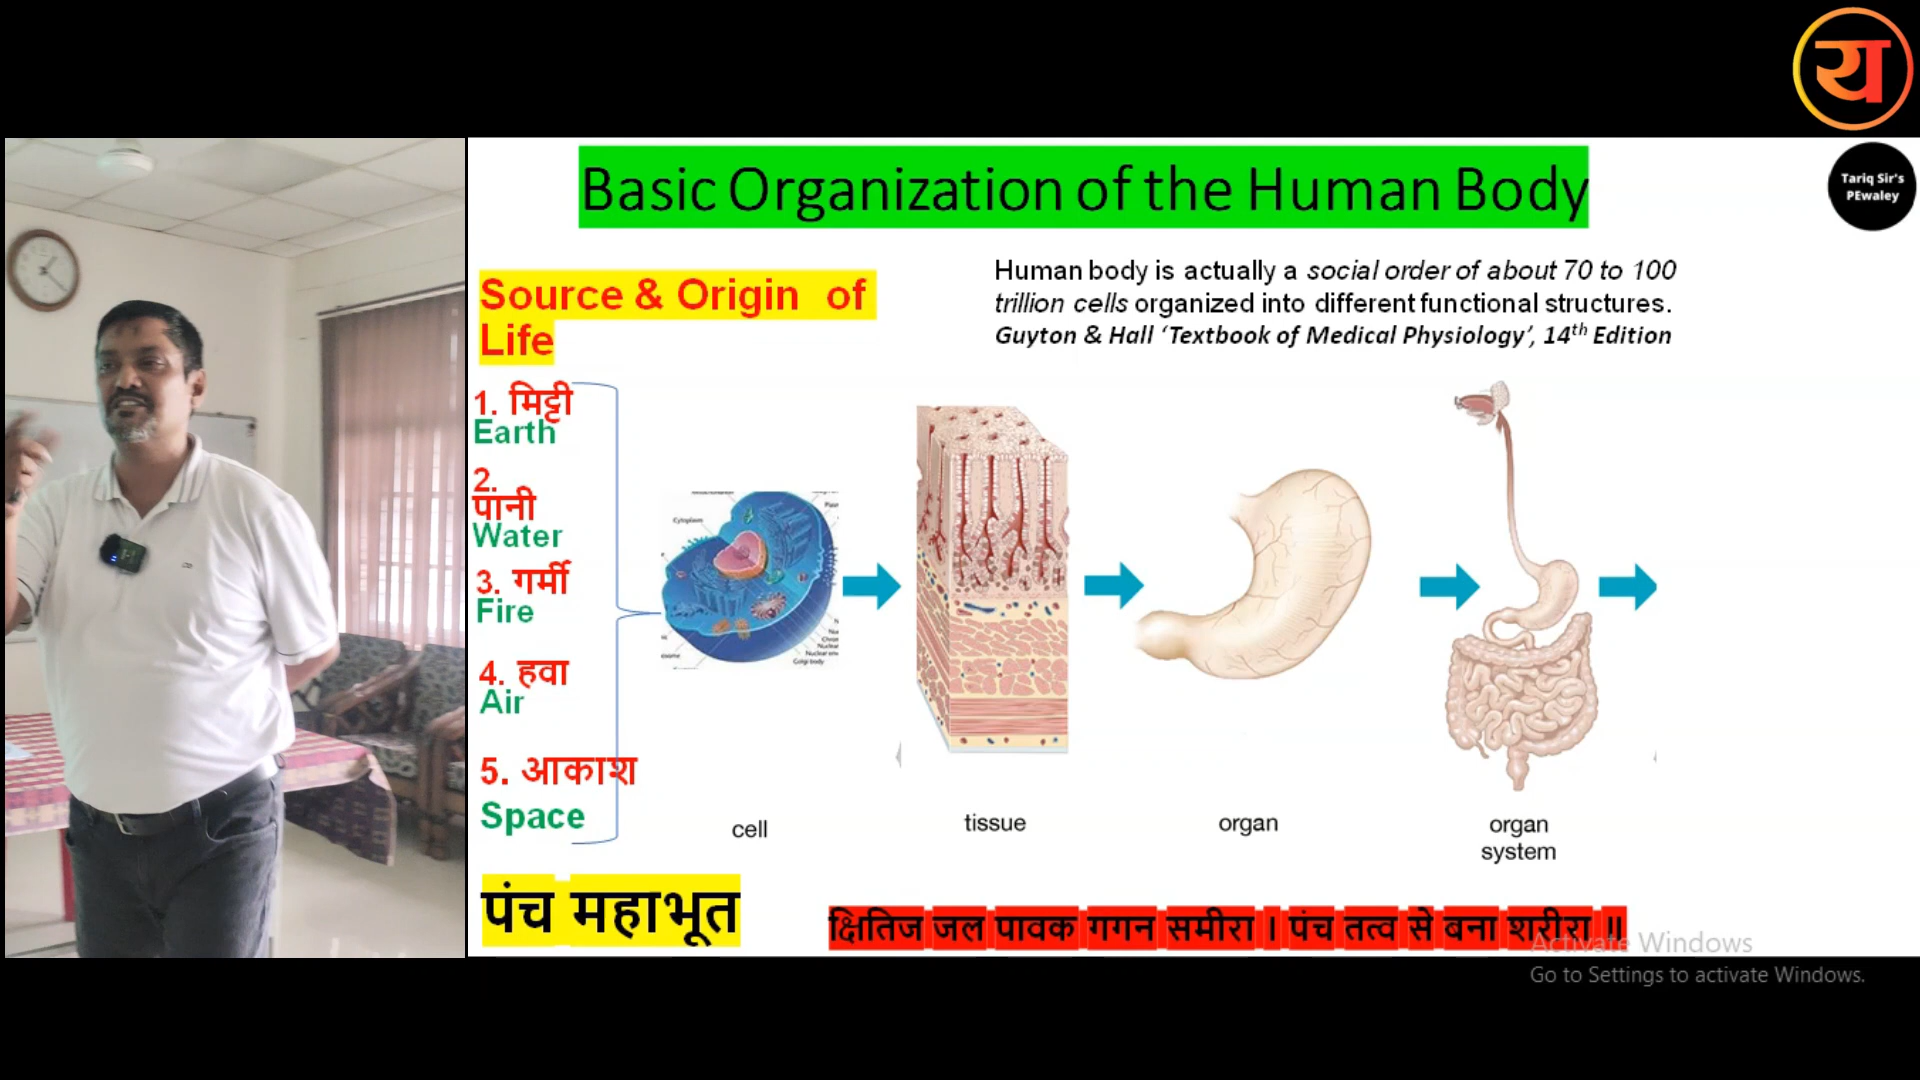 य
Tariq Sir's
PEwaley
Basic Organization of the Human Body
Source & Origin of
Life
Human body is actually a social order of about 70 to 100
trillion cells organized into different functional structures.
Guyton & Hall ‘Textbook of Medical Physiology’, 14th Edition
1. मिट्टी
Earth
2.
पानी
Water
3. गर्मी
Fire
4. हवा
Air
5. आकाश
Space
Cytoplasm
Golgi body
cell
tissue
organ
organ
system
पंच महाभूत
क्षितिज जल पावक गगन समीरा । पंच तत्व से बना शरीरा ॥
Activate Windows
Go to Settings to activate Windows.